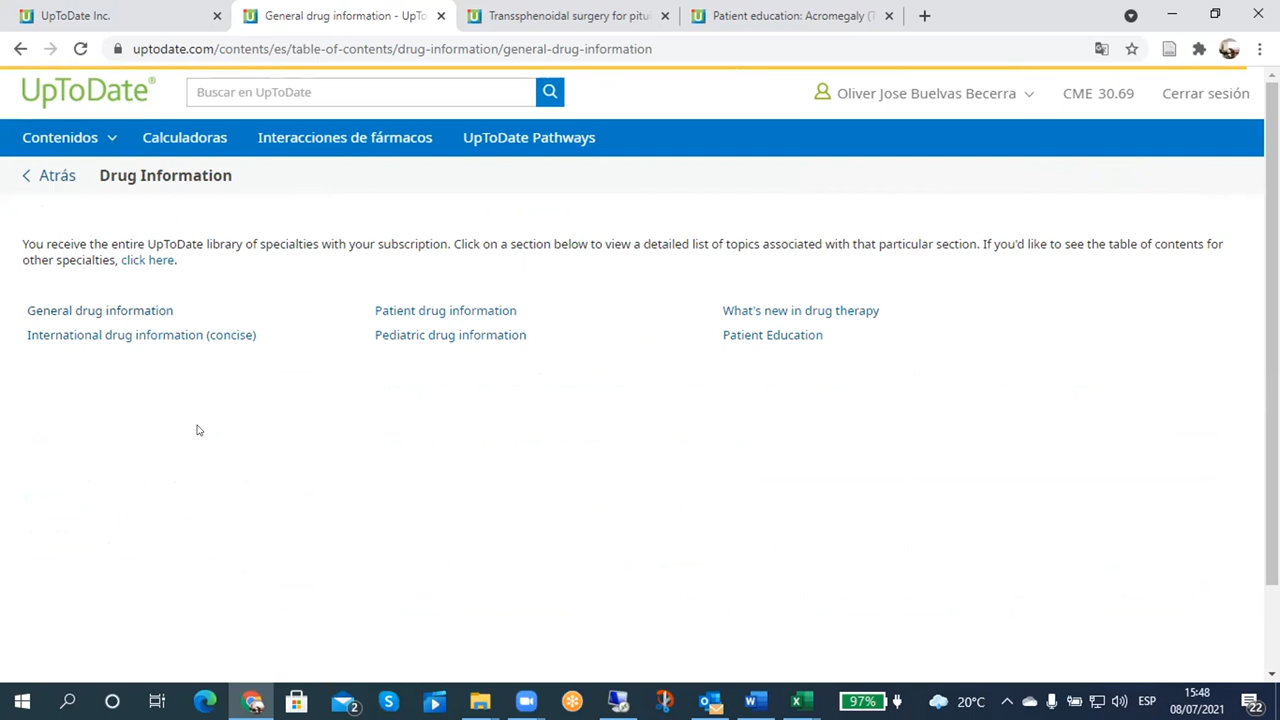 UpToDate Inc.
General drug information - UpTo
Transsphenoidal surgery for pitu
Patient education: Acromegaly (T
uptodate.com/contents/es/table-of-contents/drug-information/general-drug-information
UpToDate®
Buscar en UpToDate
Oliver Jose Buelvas Becerra
CME 30.69
Cerrar sesión
Contenidos
Calculadoras
Interacciones de fármacos
UpToDate Pathways
Atrás
Drug Information
You receive the entire UpToDate library of specialties with your subscription. Click on a section below to view a detailed list of topics associated with that particular section. If you'd like to see the table of contents for
other specialties, click here.
General drug information
Patient drug information
What's new in drug therapy
International drug information (concise)
Pediatric drug information
Patient Education
2
97%
20°C
ESP
15:48
08/07/2021
22